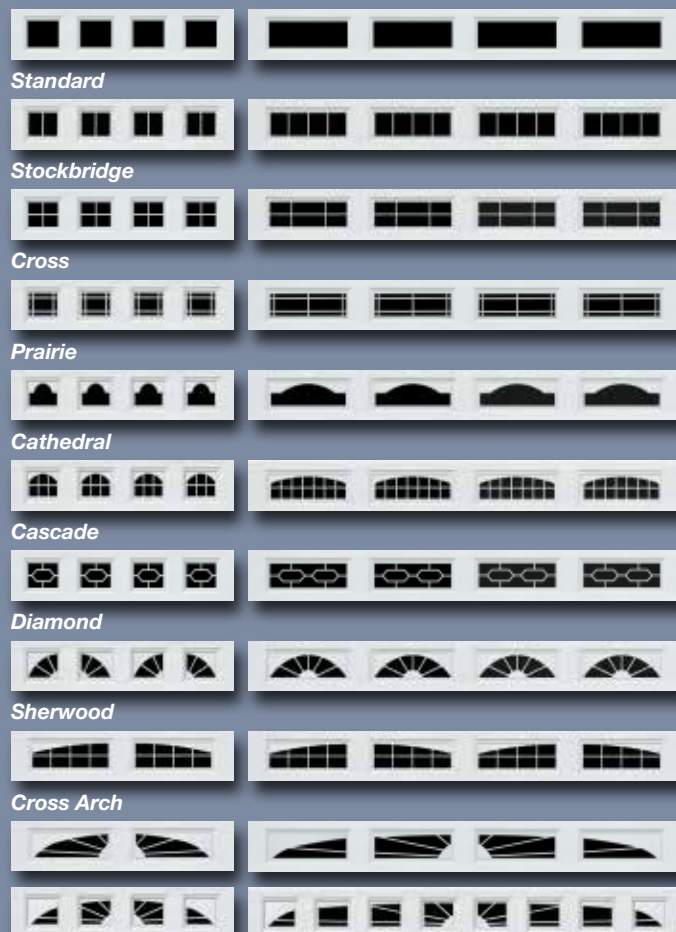 Standard
Stockbridge
Cross
Prairie
Cathedral
Cascade
Diamond
Sherwood
Cross Arch